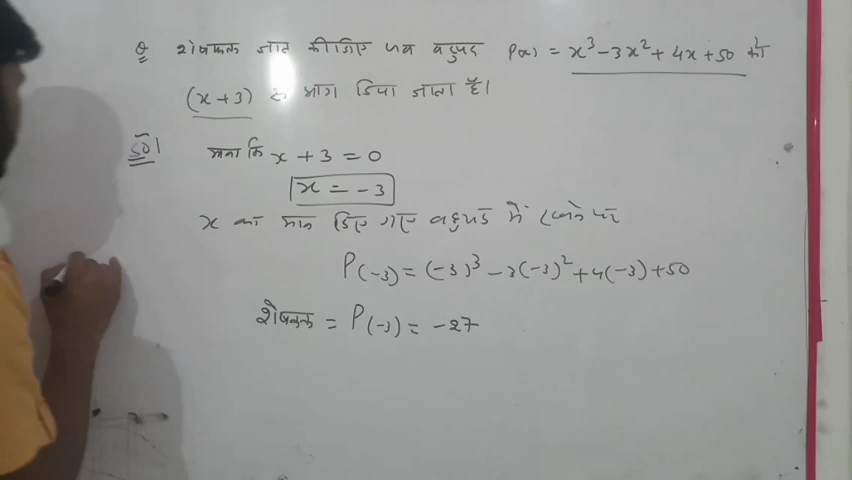 Q शेषफल ज्ञात कीजिए जब बहुपद P(x) = x³ - 3x² + 4x + 50 को
(x + 3) से भाग दिया जाता है।
Sol माना कि x + 3 = 0
x = -3
x का मान दिए गए बहुपद में रखने पर
P(-3) = (-3)³ - 3(-3)² + 4(-3) + 50
शेषफल = P(-3) = -27